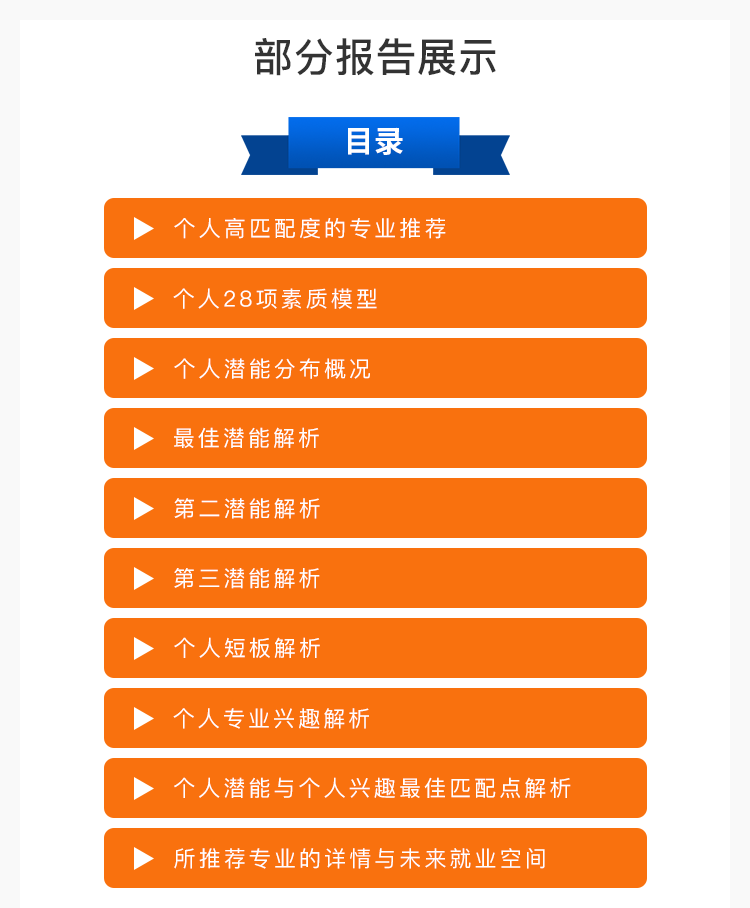 部分报告展示
目录
个人高匹配度的专业推荐
个人28项素质模型
个人潜能分布概况
最佳潜能解析
第二潜能解析
第三潜能解析
个人短板解析
个人专业兴趣解析
个人潜能与个人兴趣最佳匹配点解析
所推荐专业的详情与未来就业空间